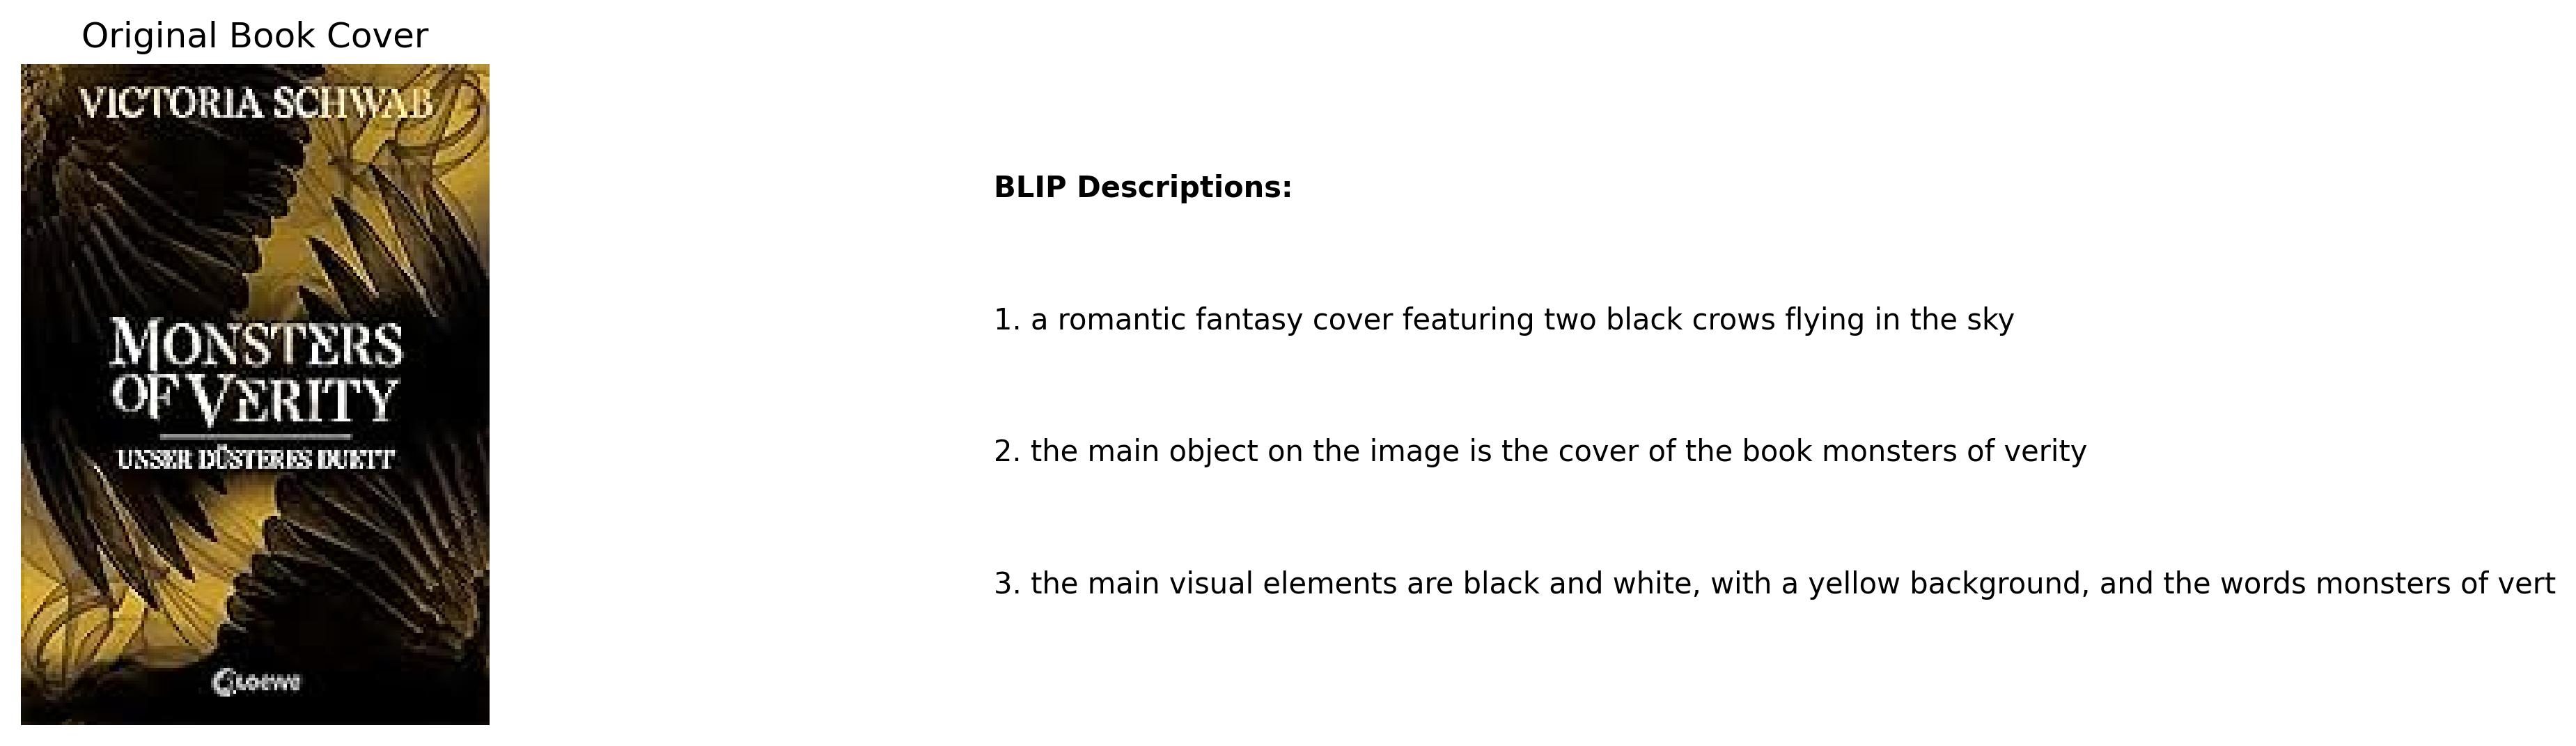 Original Book Cover
VICTORIA SCHWAB
MONSTERS
OF VERITY
UNSER DÜSTERES DUETT
Loewe
BLIP Descriptions:
1. a romantic fantasy cover featuring two black crows flying in the sky
2. the main object on the image is the cover of the book monsters of verity
3. the main visual elements are black and white, with a yellow background, and the words monsters of vert